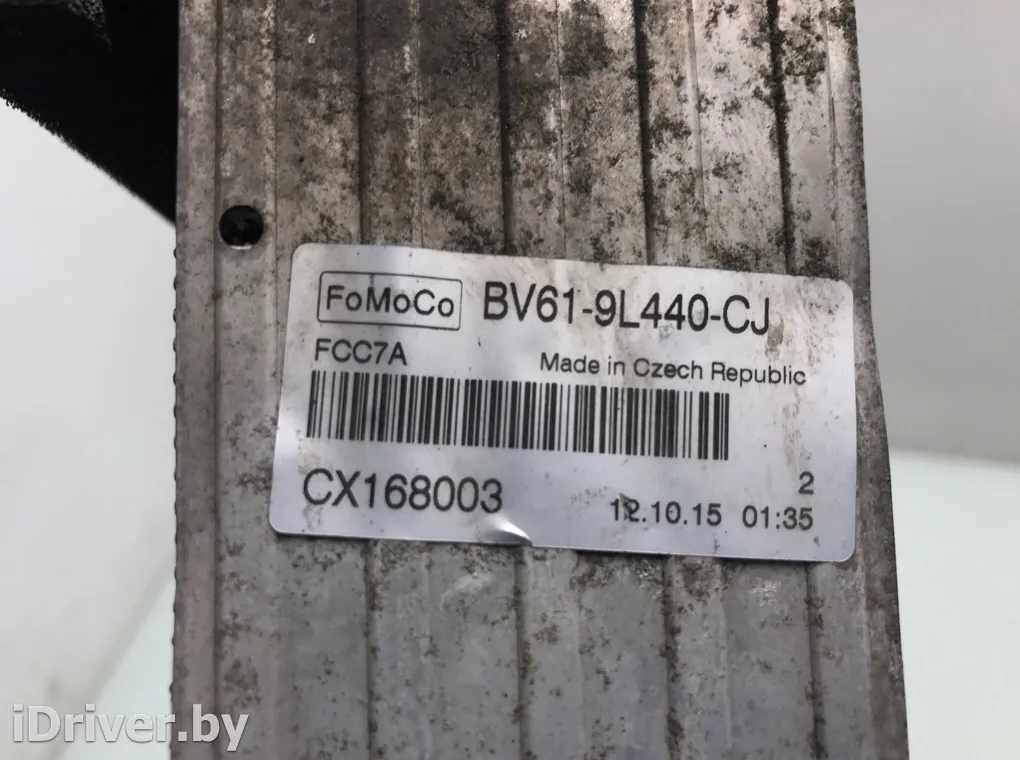 FoMoCo BV61-9L440-CJ
FCC7A Made in Czech Republic
CX168003 2
12.10.15 01:35
iDriver.by